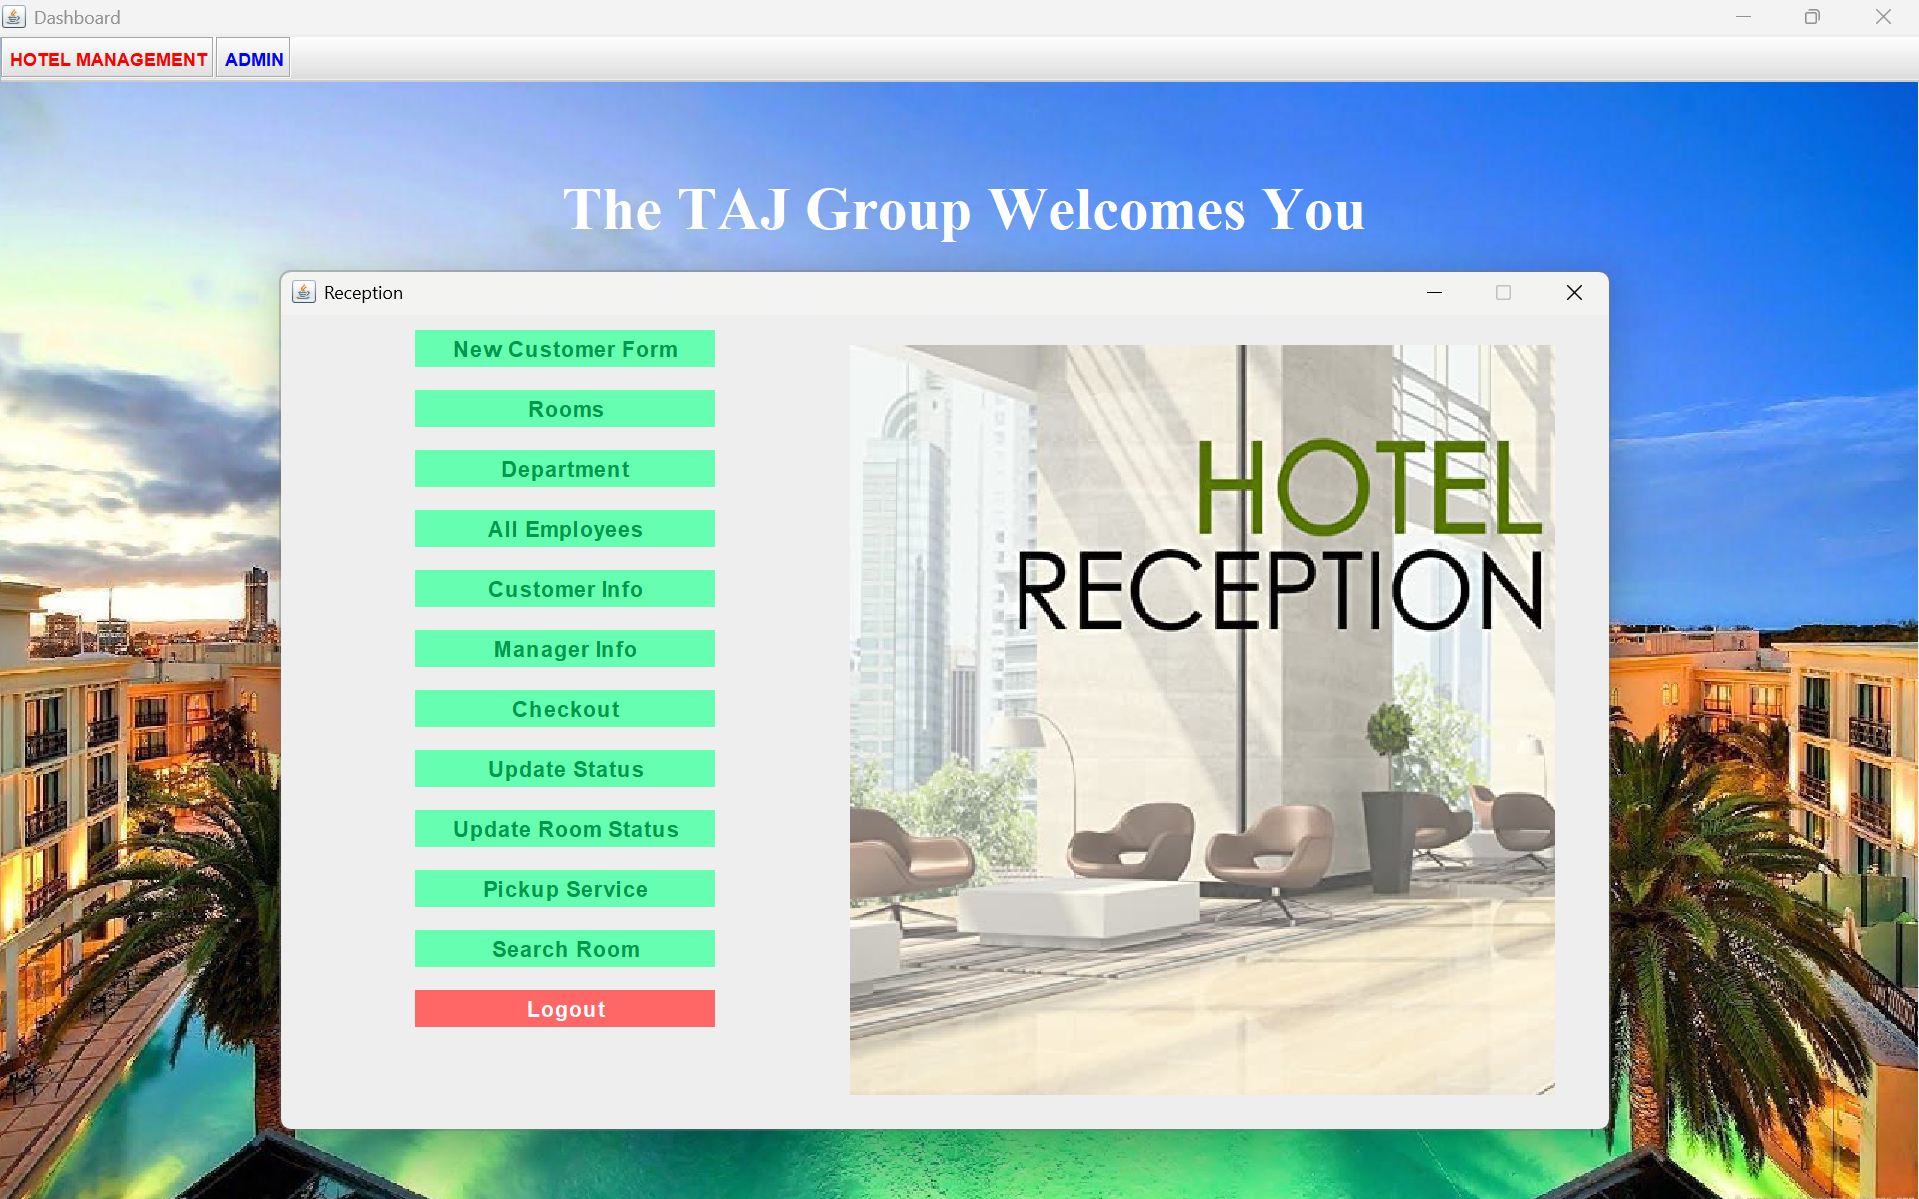 Dashboard
HOTEL MANAGEMENT ADMIN
The TAJ Group Welcomes You
Reception
New Customer Form
Rooms
Department
All Employees
Customer Info
Manager Info
Checkout
Update Status
Update Room Status
Pickup Service
Search Room
Logout
HOTEL
RECEPTION